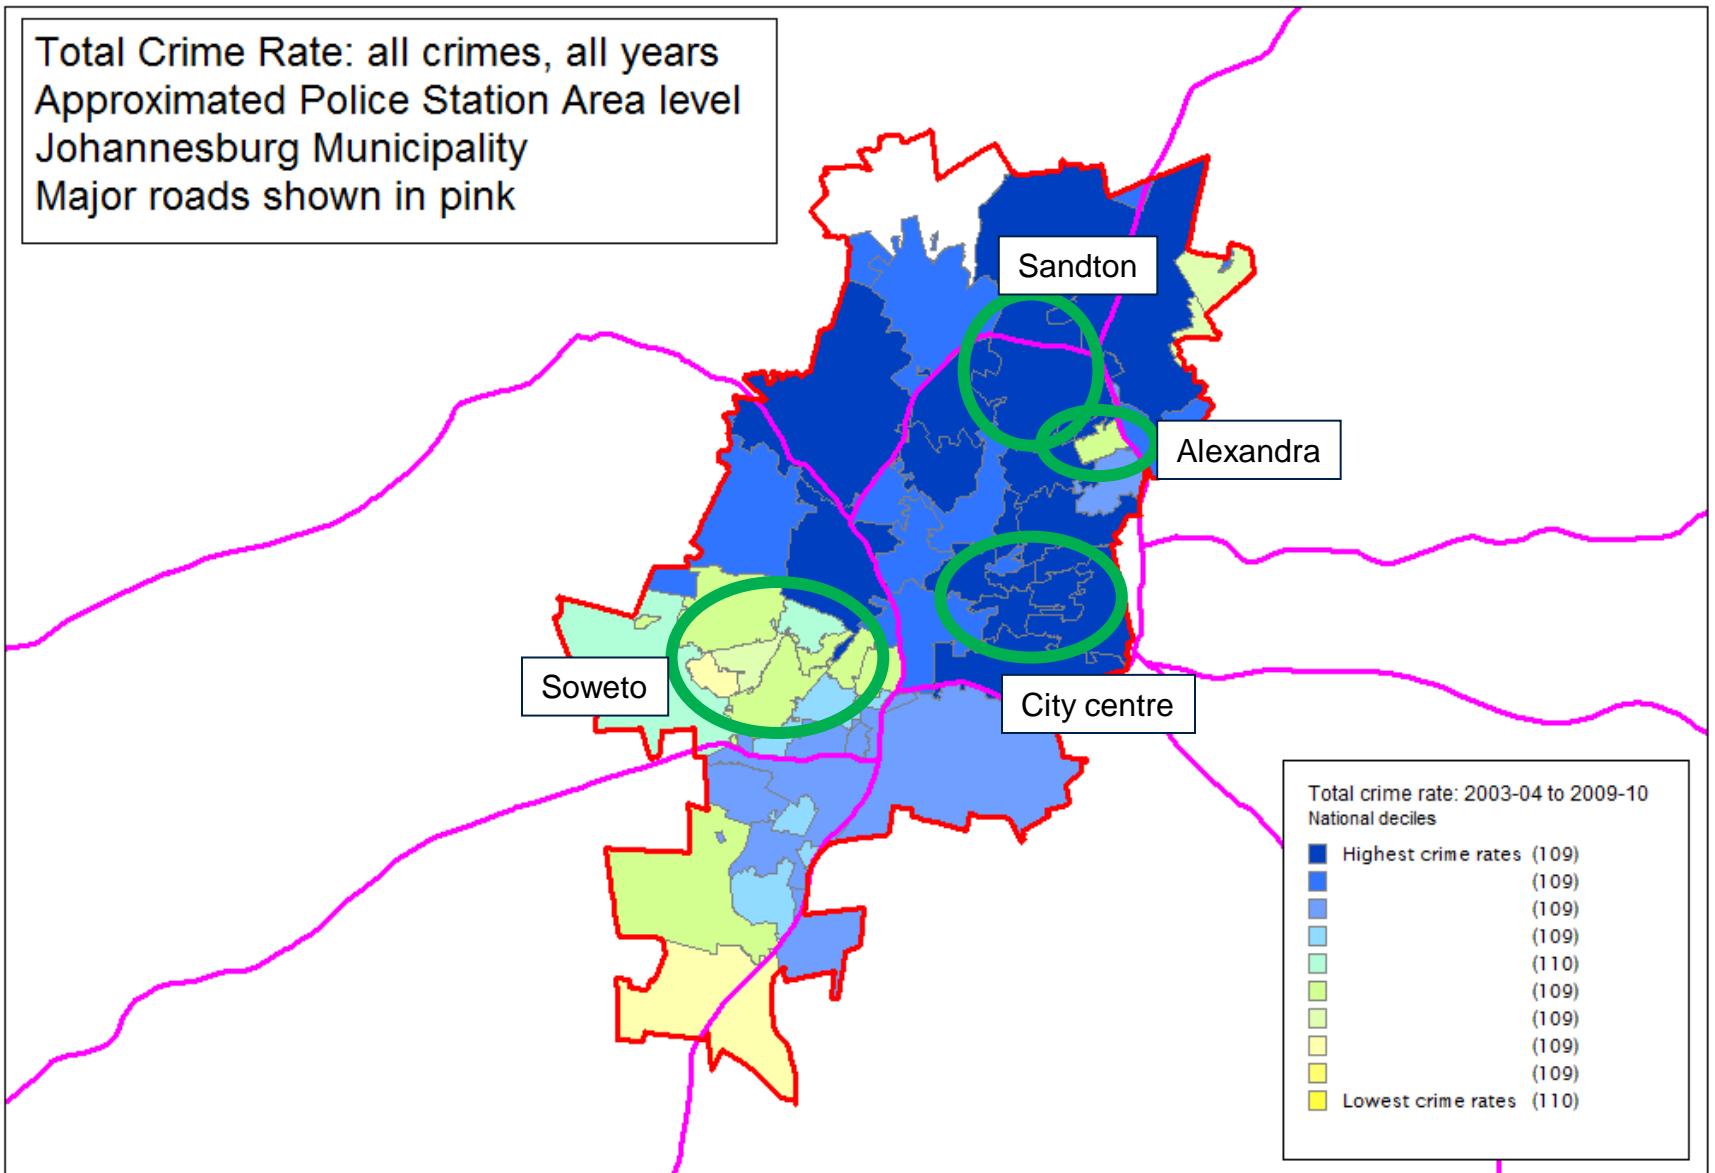 Total Crime Rate: all crimes, all years
Approximated Police Station Area level
Johannesburg Municipality
Major roads shown in pink
Sandton
Alexandra
Soweto
City centre
Total crime rate: 2003-04 to 2009-10
National deciles
Highest crime rates (109)
(109)
(109)
(109)
(110)
(109)
(109)
(109)
(109)
Lowest crime rates (110)